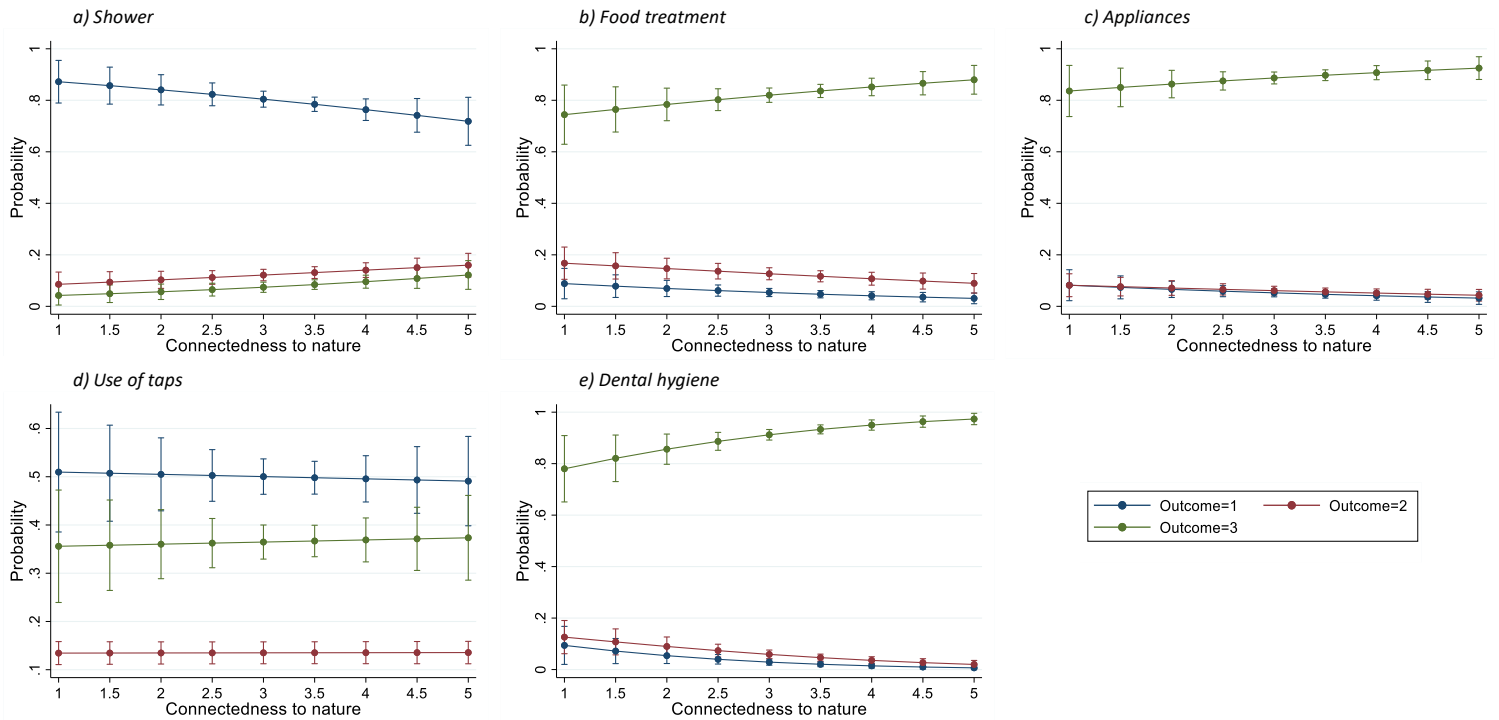 a) Shower
b) Food treatment
c) Appliances
Probability
0 .2 .4 .6 .8 1
1 1.5 2 2.5 3 3.5 4 4.5 5
Connectedness to nature
Probability
0 .2 .4 .6 .8 1
1 1.5 2 2.5 3 3.5 4 4.5 5
Connectedness to nature
Probability
0 .2 .4 .6 .8 1
1 1.5 2 2.5 3 3.5 4 4.5 5
Connectedness to nature
d) Use of taps
e) Dental hygiene
Probability
.1 .2 .3 .4 .5 .6
1 1.5 2 2.5 3 3.5 4 4.5 5
Connectedness to nature
Probability
0 .2 .4 .6 .8 1
1 1.5 2 2.5 3 3.5 4 4.5 5
Connectedness to nature
Outcome=1 Outcome=2
Outcome=3